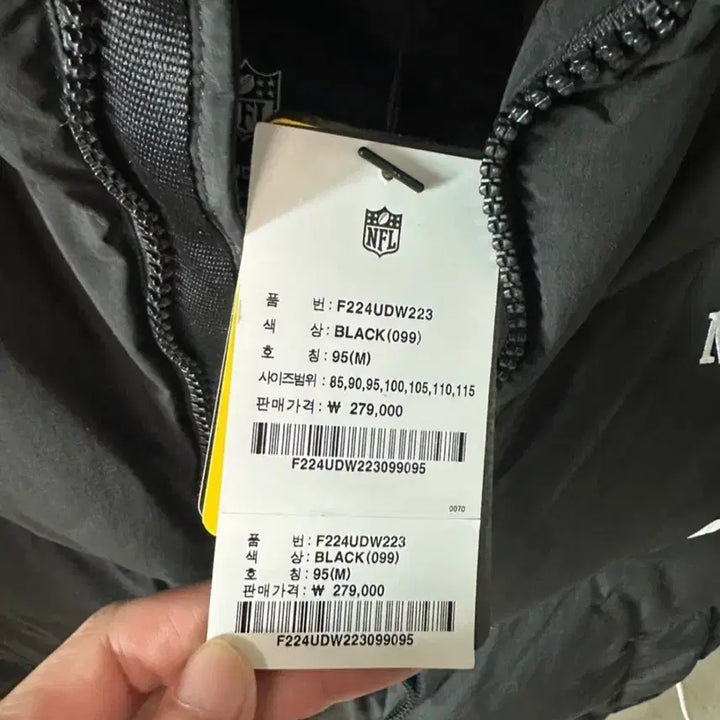 NFL
품 번 : F224UDW223
색 상 : BLACK(099)
호 칭 : 95(M)
사이즈범위 : 85,90,95,100,105,110,115
판매가격 : ₩ 279,000
F224UDW223099095
0070
품 번 : F224UDW223
색 상 : BLACK(099)
호 칭 : 95(M)
판매가격 : ₩ 279,000
F224UDW223099095